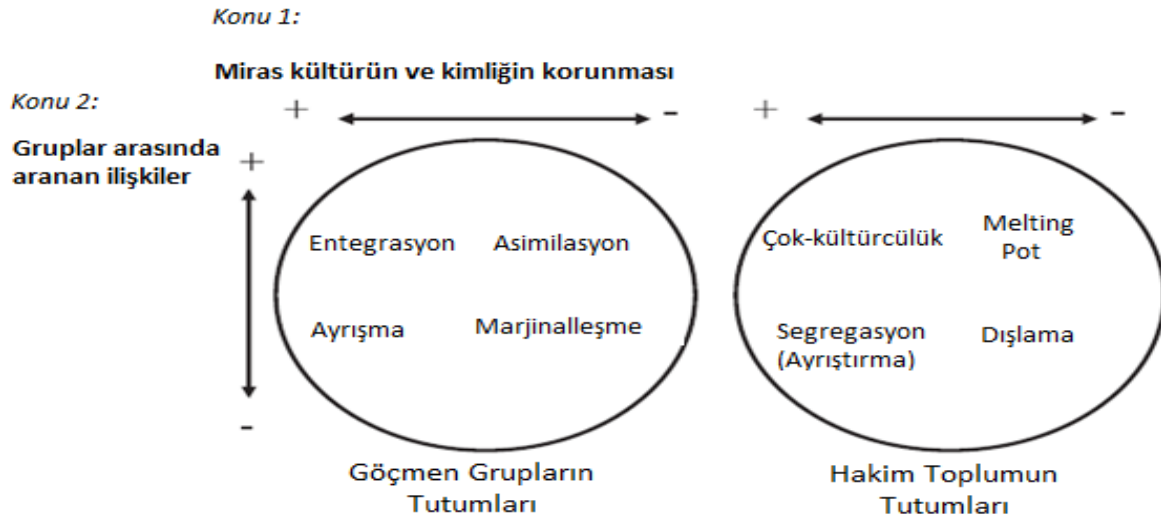 Konu 1:
Miras kültürün ve kimliğin korunması
Konu 2:
+ - + -
Gruplar arasında
aranan ilişkiler
+
Entegrasyon Asimilasyon
Ayrışma Marjinalleşme
-
Çok-kültürcülük Melting
Pot
Segregasyon
(Ayrıştırma) Dışlama
Göçmen Grupların
Tutumları
Hakim Toplumun
Tutumları